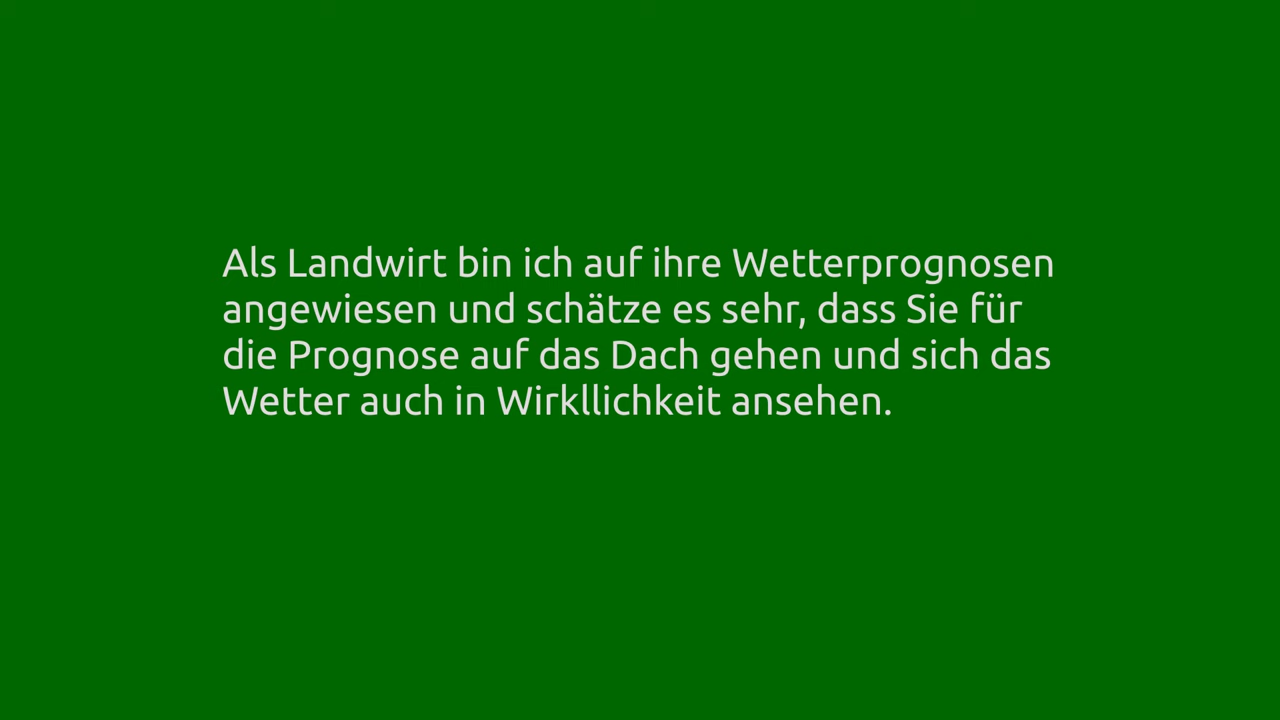 Als Landwirt bin ich auf ihre Wetterprognosen
angewiesen und schätze es sehr, dass Sie für
die Prognose auf das Dach gehen und sich das
Wetter auch in Wirkllichkeit ansehen.